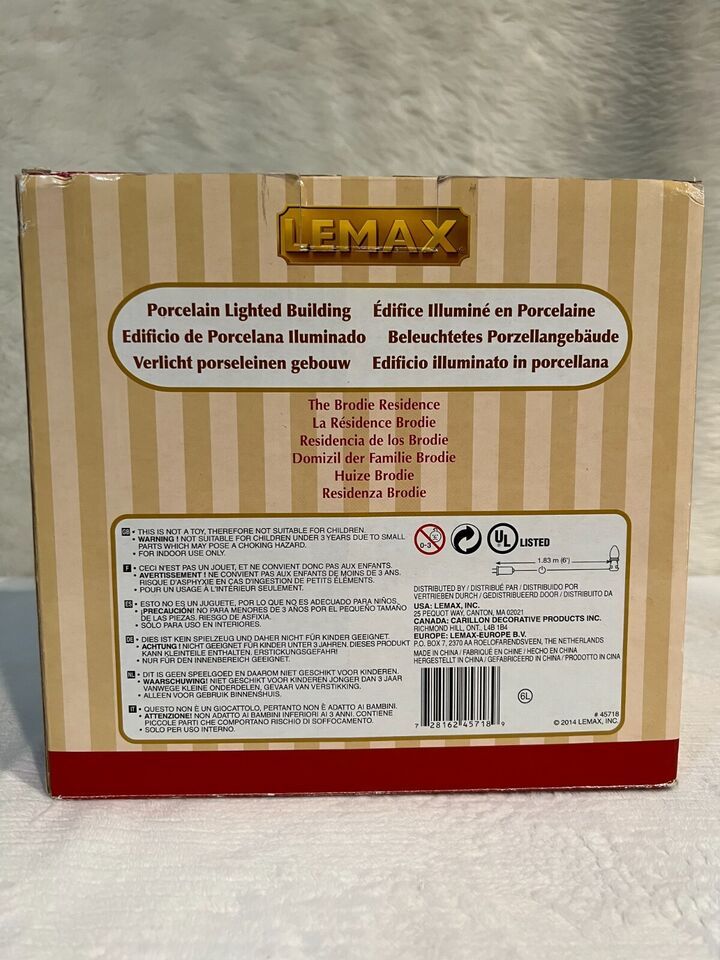 LEMAX
Porcelain Lighted Building Édifice Illuminé en Porcelaine
Edificio de Porcelana Iluminado Beleuchtetes Porzellangebäude
Verlicht porseleinen gebouw Edificio illuminato in porcellana
The Brodie Residence
La Résidence Brodie
Residencia de los Brodie
Domizil der Familie Brodie
Huize Brodie
Residenza Brodie
GB • THIS IS NOT A TOY, THEREFORE NOT SUITABLE FOR CHILDREN.
• WARNING ! NOT SUITABLE FOR CHILDREN UNDER 3 YEARS DUE TO SMALL
PARTS WHICH MAY POSE A CHOKING HAZARD.
• FOR INDOOR USE ONLY.
F • CECI N'EST PAS UN JOUET, ET NE CONVIENT DONC PAS AUX ENFANTS.
• AVERTISSEMENT ! NE CONVIENT PAS AUX ENFANTS DE MOINS DE 3 ANS.
RISQUE D'ASPHYXIE EN CAS D'INGESTION DE PETITS ÉLÉMENTS.
• POUR UN USAGE À L'INTÉRIEUR SEULEMENT.
ES • ESTO NO ES UN JUGUETE, POR LO QUE NO ES ADECUADO PARA NIÑOS.
• ¡PRECAUCIÓN! NO PARA MENORES DE 3 AÑOS POR EL PEQUEÑO TAMAÑO
DE LAS PIEZAS. RIESGO DE ASFIXIA.
• SÓLO PARA USO EN INTERIORES.
DE • DIES IST KEIN SPIELZEUG UND DAHER NICHT FÜR KINDER GEEIGNET.
• ACHTUNG ! NICHT GEEIGNET FÜR KINDER UNTER 3 JAHREN. DIESES PRODUKT
KANN KLEINTEILE ENTHALTEN. ERSTICKUNGSGEFAHR!
• NUR FÜR DEN INNENBEREICH GEEIGNET.
NL • DIT IS GEEN SPEELGOED EN DAAROM NIET GESCHIKT VOOR KINDEREN.
• WAARSCHUWING! NIET GESCHIKT VOOR KINDEREN JONGER DAN 3 JAAR
VANWEGE KLEINE ONDERDELEN, GEVAAR VAN VERSTIKKING.
• ALLEEN VOOR GEBRUIK BINNENSHUIS.
IT • QUESTO NON È UN GIOCATTOLO, PERTANTO NON È ADATTO AI BAMBINI.
• ATTENZIONE! NON ADATTO AI BAMBINI INFERIORI AI 3 ANNI. CONTIENE
PICCOLE PARTI CHE COMPORTANO RISCHIO DI SOFFOCAMENTO.
• SOLO PER USO INTERNO.
0-3
UL LISTED
1.83 m (6')
DISTRIBUTED BY / DISTRIBUÉ PAR / DISTRIBUIDO POR
VERTRIEBEN DURCH / GEDISTRIBUEERD DOOR / DISTRIBUITO DA
USA: LEMAX, INC.
25 PEQUOT WAY, CANTON, MA 02021
CANADA: CARILLON DECORATIVE PRODUCTS INC.
RICHMOND HILL, ONT., L4B 1B4
EUROPE: LEMAX-EUROPE B.V.
P.O. BOX 7, 2370 AA ROELOFARENDSVEEN, THE NETHERLANDS
MADE IN CHINA / FABRIQUÉ EN CHINE / HECHO EN CHINA
HERGESTELLT IN CHINA / GEFABRICEERD IN CHINA / PRODOTTO IN CINA
7 28162 45718 9
6L
# 45718
© 2014 LEMAX, INC.